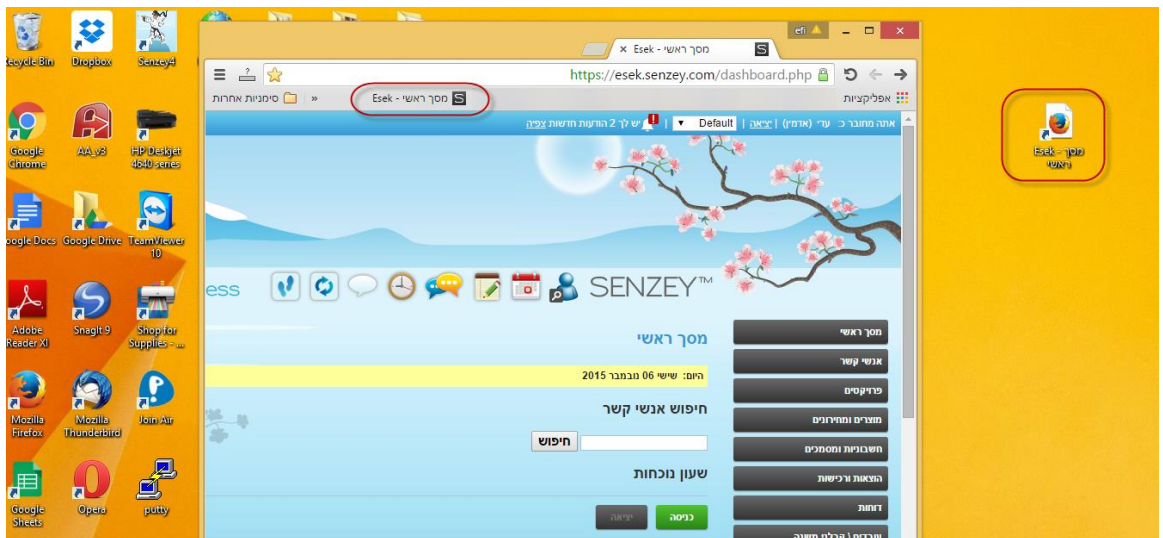 Recycle Bin
Dropbox
Senzey4
Google Chrome
AA_v3
HP Deskjet 4640 series
Google Docs
Google Drive
TeamViewer 10
Adobe Reader XI
SnagIt 9
Shop for Supplies - ...
Mozilla Firefox
Mozilla Thunderbird
Join Air
Google Sheets
Opera
putty
efi
מסך ראשי - Esek
https://esek.senzey.com/dashboard.php
אפליקציות
מסך ראשי - Esek
»
סימניות אחרות
אתה מחובר כ: עדי (אדמין) | יציאה | Default | יש לך 2 הודעות חדשות צפיה
ess
SENZEY™
מסך ראשי
אנשי קשר
פרויקטים
מוצרים ומחירונים
חשבוניות ומסמכים
הוצאות ורכישות
דוחות
עובדים \ קבלני משנה
מסך ראשי
היום: שישי 06 נובמבר 2015
חיפוש אנשי קשר
חיפוש
שעון נוכחות
כניסה
יציאה
מסך - Esek
ראשי